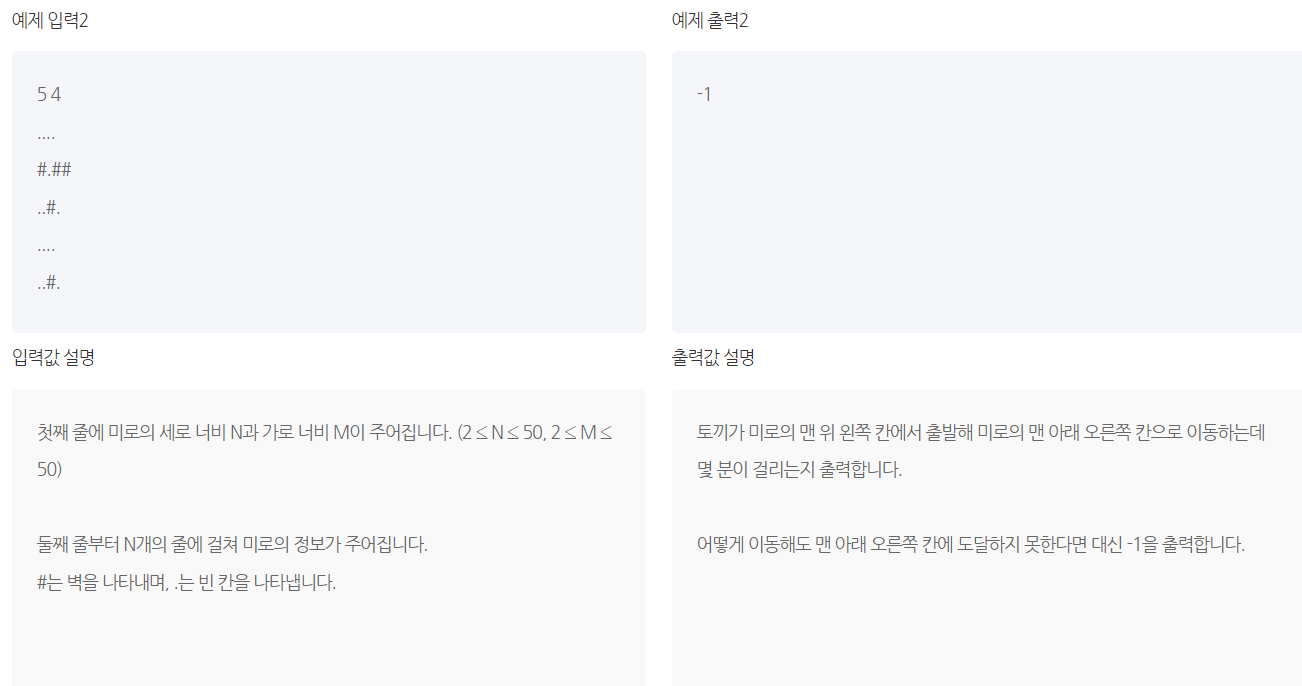 예제 입력2
5 4
....
#.##
..#.
....
..#.
예제 출력2
-1
입력값 설명
첫째 줄에 미로의 세로 너비 N과 가로 너비 M이 주어집니다. (2 ≤ N ≤ 50, 2 ≤ M ≤
50)
둘째 줄부터 N개의 줄에 걸쳐 미로의 정보가 주어집니다.
#는 벽을 나타내며, .는 빈 칸을 나타냅니다.
출력값 설명
토끼가 미로의 맨 위 왼쪽 칸에서 출발해 미로의 맨 아래 오른쪽 칸으로 이동하는데
몇 분이 걸리는지 출력합니다.
어떻게 이동해도 맨 아래 오른쪽 칸에 도달하지 못한다면 대신 -1을 출력합니다.